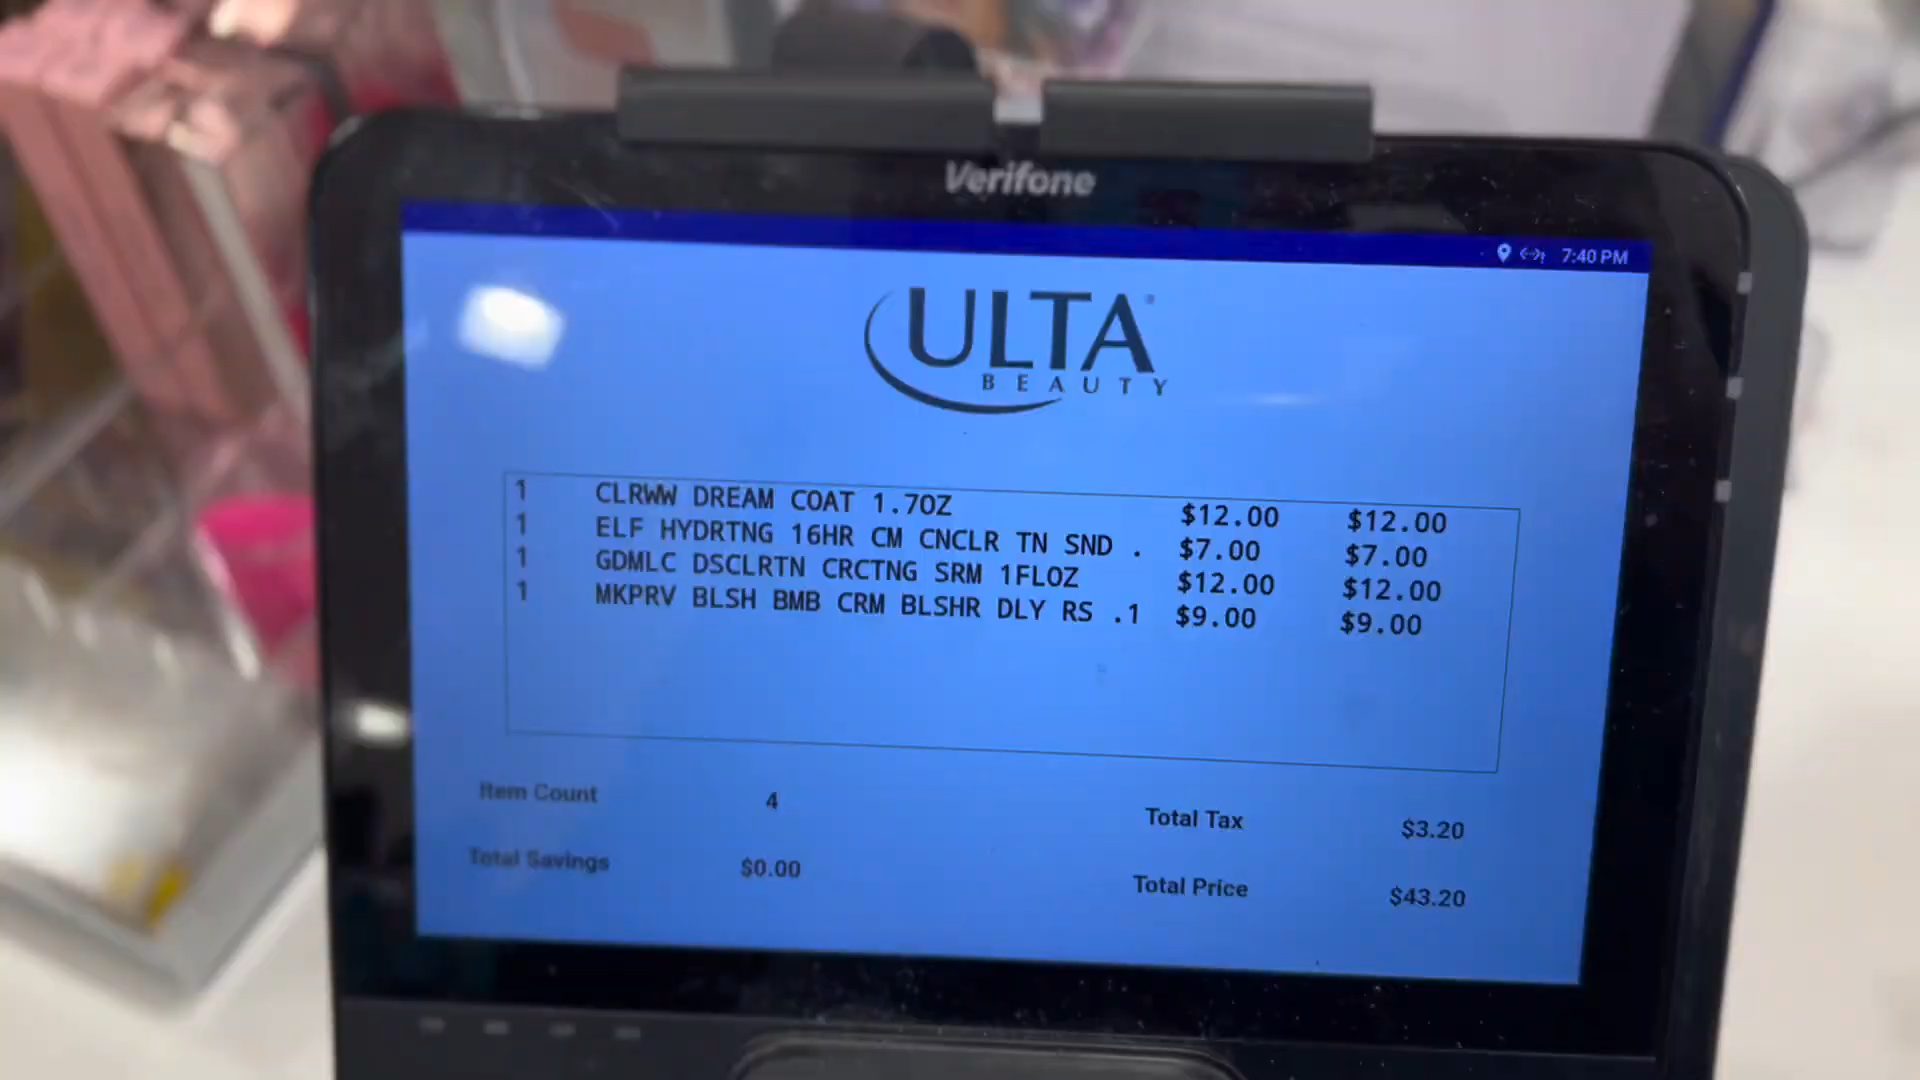 Verifone
7:40 PM
ULTA
BEAUTY
1 CLRWW DREAM COAT 1.7OZ $12.00 $12.00
1 ELF HYDRTNG 16HR CM CNCLR TN SND . $7.00 $7.00
1 GDMLC DSCLRTN CRCTNG SRM 1FLOZ $12.00 $12.00
1 MKPRV BLSH BMB CRM BLSHR DLY RS .1 $9.00 $9.00
Item Count 4 Total Tax $3.20
Total Savings $0.00 Total Price $43.20